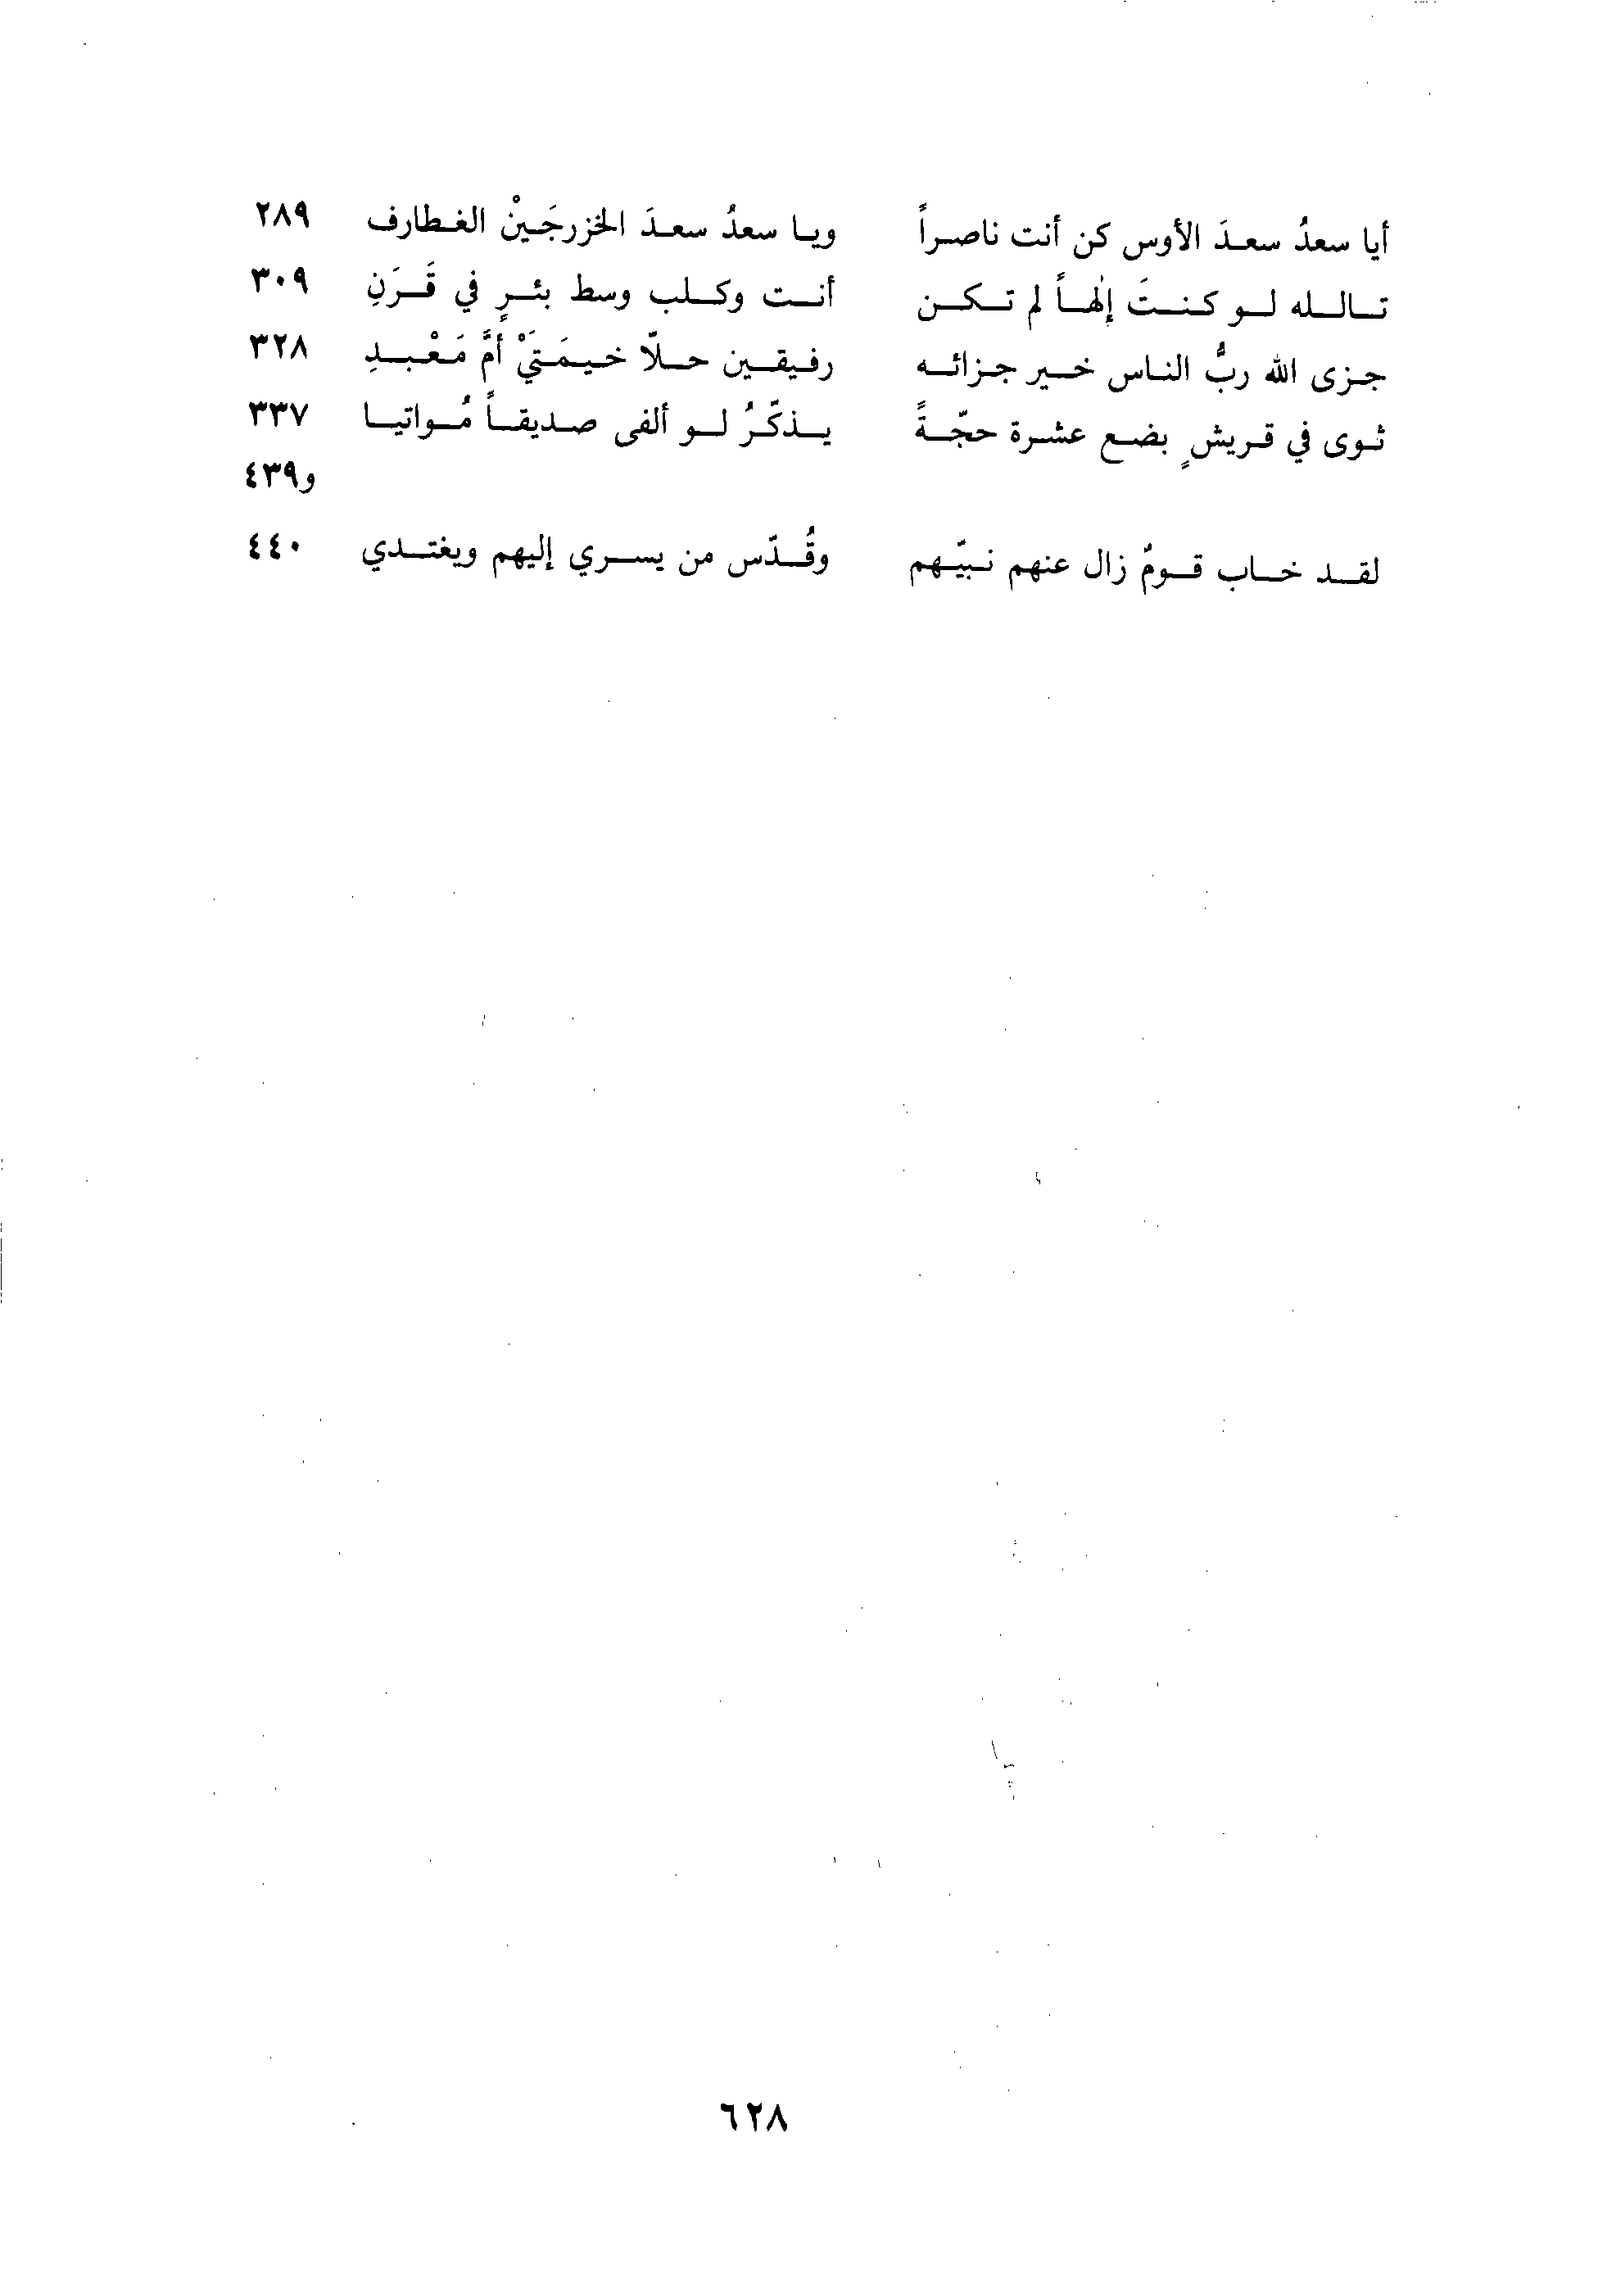 أيا سعدُ سعدَ الأوس كن أنت ناصراً ويا سعدُ سعدَ الخزرجَينْ الغطارف ٢٨٩
تالله لو كنتَ إلٰهاً لم تكن أنت وكلب وسط بئرٍ في قَرَنِ ٣٠٩
جزى الله ربُّ الناس خير جزائه رفيقين حلّا خيمَتَيْ أمَّ مَعْبدِ ٣٢٨
ثوى في قريشٍ بضع عشرة حجّةً يذكّرُ لو ألفى صديقاً مُواتيا ٣٣٧
و٤٣٩
لقد خاب قومٌ زال عنهم نبيّهم وقُدّس من يسري إليهم ويغتدي ٤٤٠
٦٢٨